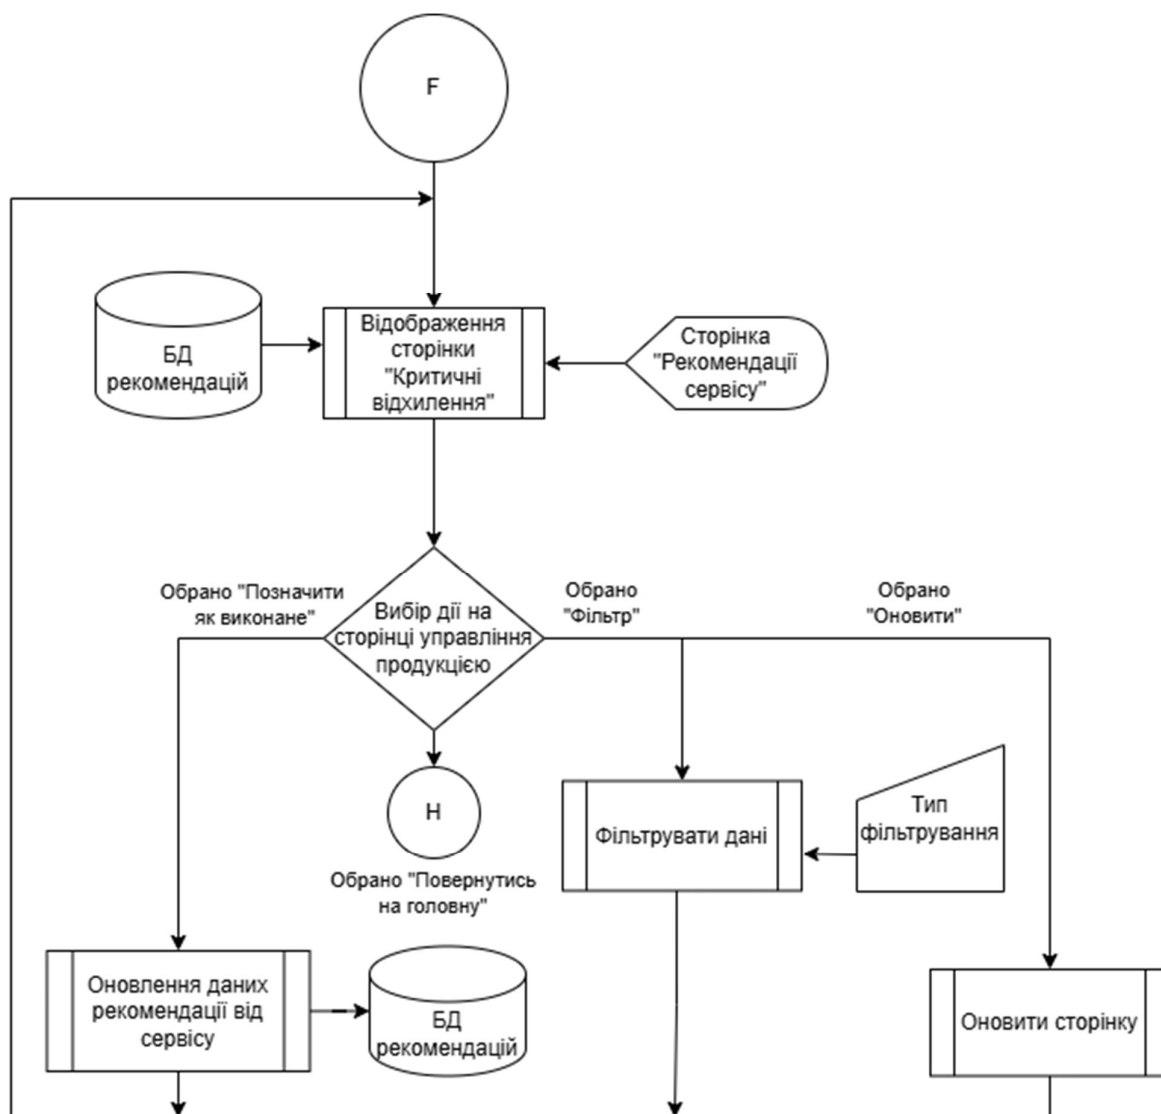 F
БД
рекомендацій
Відображення
сторінки
"Критичні
відхилення"
Сторінка
"Рекомендації
сервісу"
Обрано "Позначити
як виконане"
Вибір дії на
сторінці управління
продукцією
Обрано
"Фільтр"
Обрано
"Оновити"
H
Обрано "Повернутись
на головну"
Фільтрувати дані
Тип
фільтрування
Оновлення даних
рекомендації від
сервісу
БД
рекомендацій
Оновити сторінку